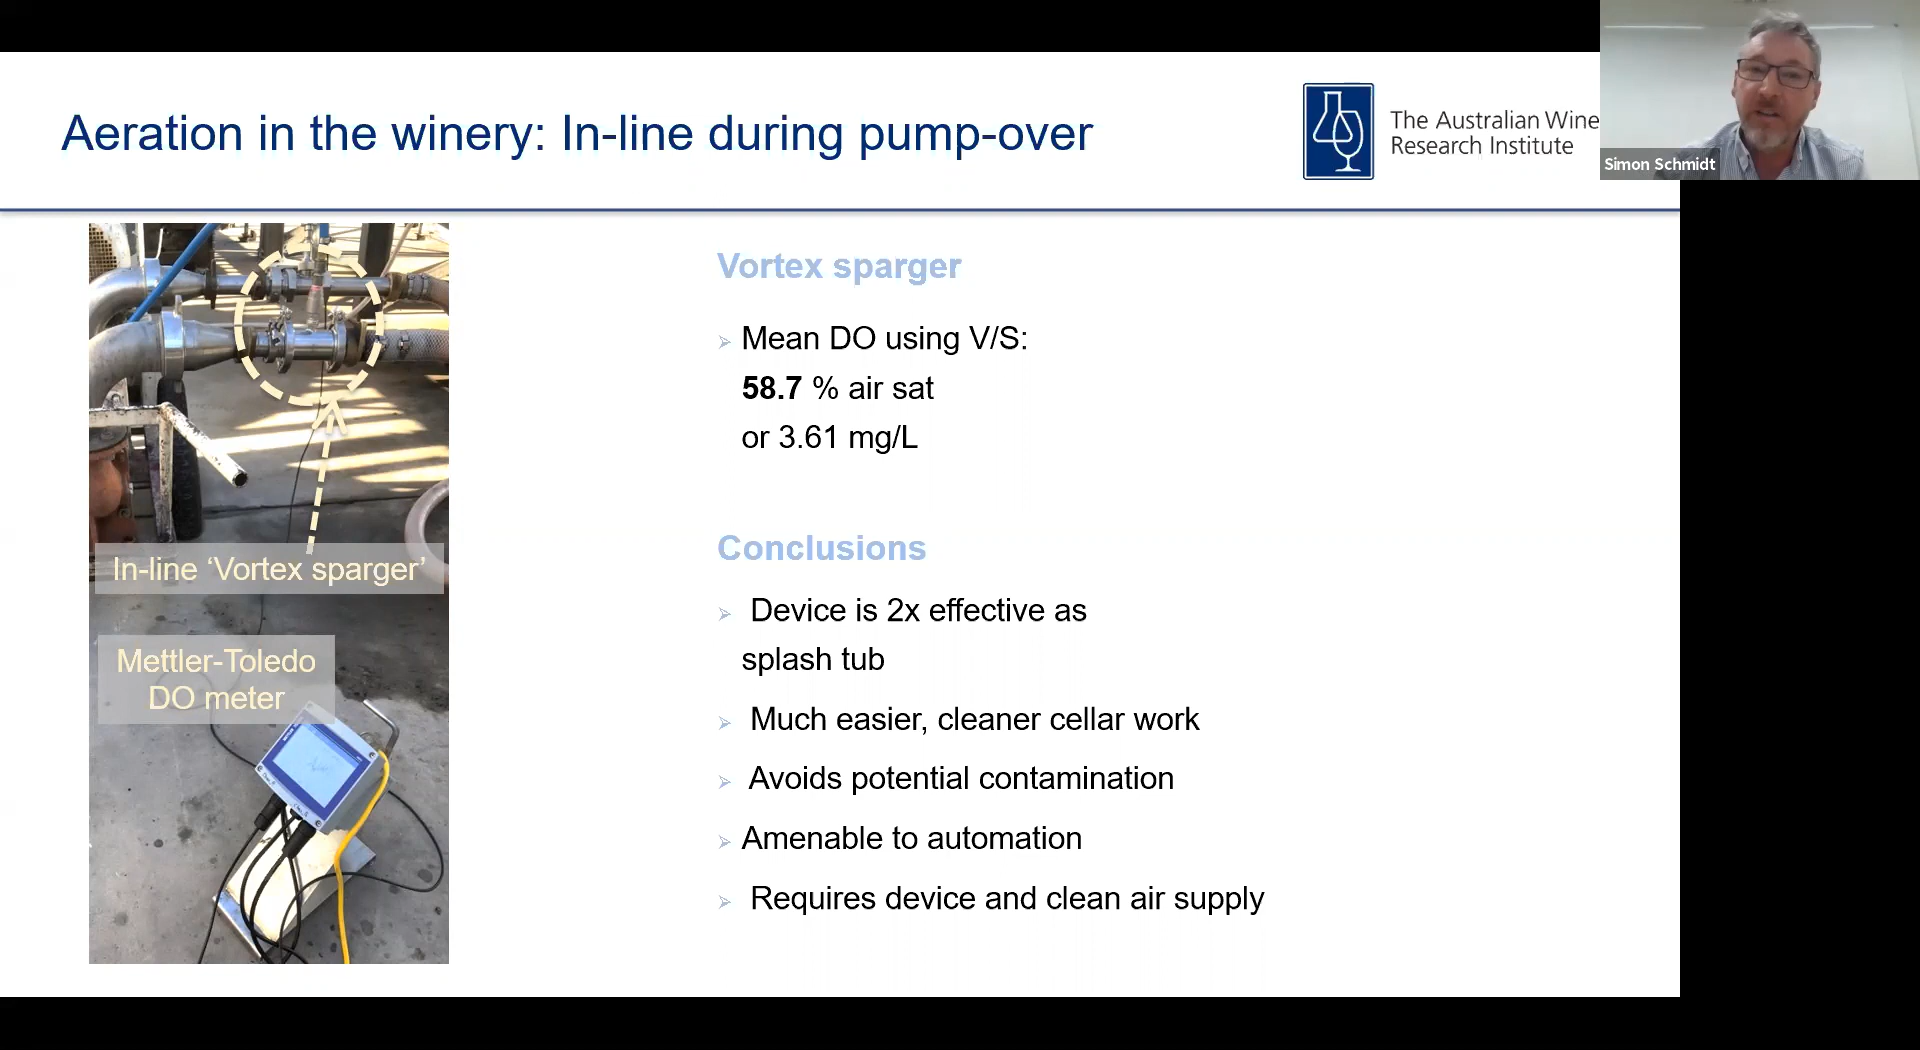 Aeration in the winery: In-line during pump-over
The Australian Wine
Research Institute
Simon Schmidt
Vortex sparger
Mean DO using V/S:
58.7 % air sat
or 3.61 mg/L
In-line ‘Vortex sparger’
Mettler-Toledo
DO meter
Conclusions
Device is 2x effective as
splash tub
Much easier, cleaner cellar work
Avoids potential contamination
Amenable to automation
Requires device and clean air supply